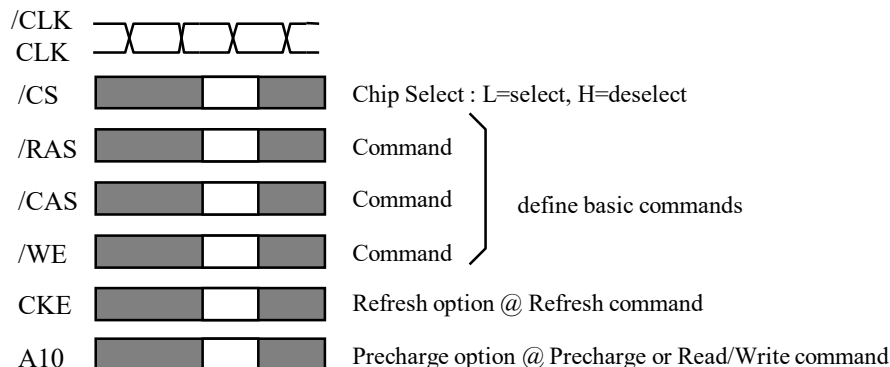 /CLK
CLK
/CS Chip Select : L=select, H=deselect
/RAS Command
/CAS Command define basic commands
/WE Command
CKE Refresh option @ Refresh command
A10 Precharge option @ Precharge or Read/Write command